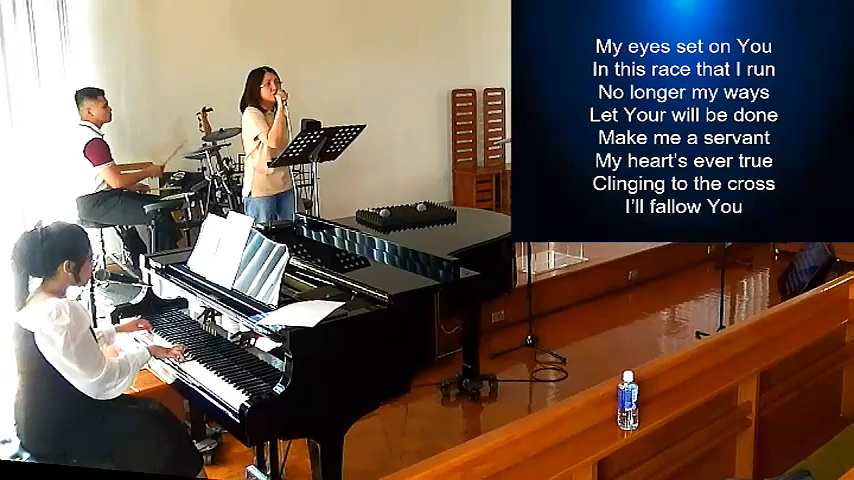 My eyes set on You
In this race that I run
No longer my ways
Let Your will be done
Make me a servant
My heart's ever true
Clinging to the cross
I'll fallow You